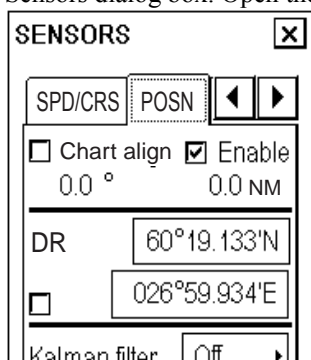 Sensors dialog box. Open the
SENSORS
SPD/CRS POSN
Chart align Enable
0.0 ° 0.0 NM
DR 60°19.133'N
026°59.934'E
Kalman filter Off